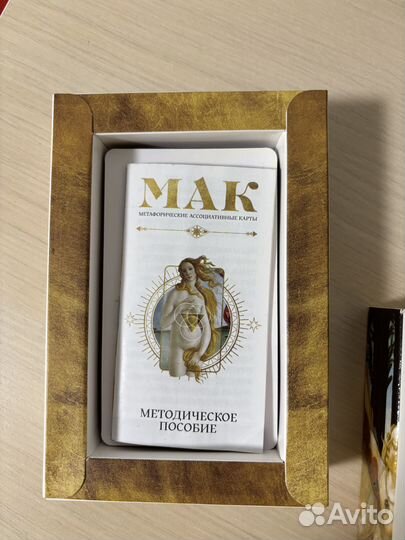 МАК
МЕТАФОРИЧЕСКИЕ АССОЦИАТИВНЫЕ КАРТЫ
МЕТОДИЧЕСКОЕ
ПОСОБИЕ
Avito